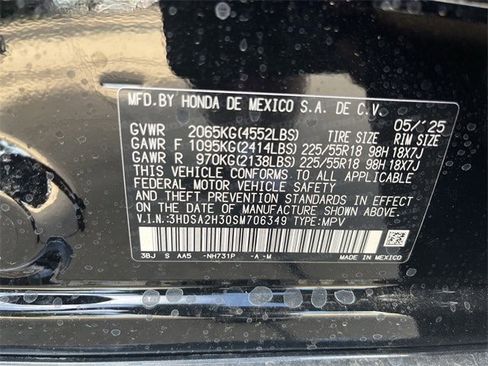 MFD.BY HONDA DE MEXICO S.A. DE C.V.
05/'25
GVWR 2065KG(4552LBS) TIRE SIZE RIM SIZE
GAWR F 1095KG(2414LBS) 225/55R18 98H 18X7J
GAWR R 970KG(2138LBS) 225/55R18 98H 18X7J
THIS VEHICLE CONFORMS TO ALL APPLICABLE
FEDERAL MOTOR VEHICLE SAFETY
AND THEFT PREVENTION STANDARDS IN EFFECT
ON THE DATE OF MANUFACTURE SHOWN ABOVE.
V.I.N.:3HDSA2H30SM706349 TYPE:MPV
3BJ S AA5 -NH731P -A-M MADE IN MEXICO